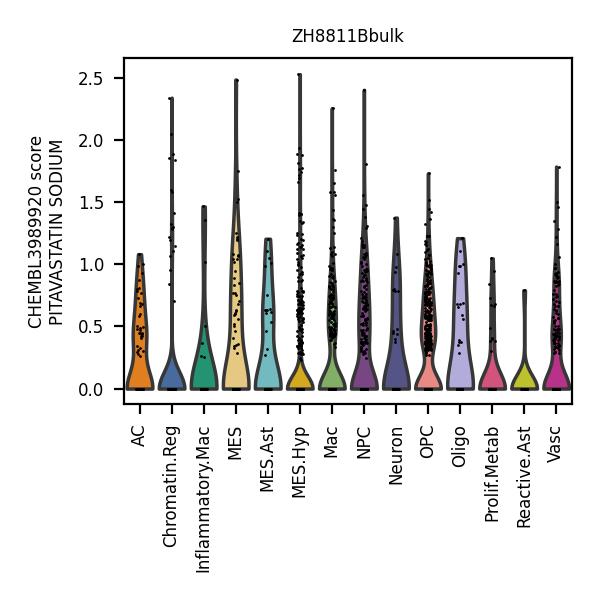 ZH8811Bbulk
CHEMBL3989920 score
PITAVASTATIN SODIUM
2.5
2.0
1.5
1.0
0.5
0.0
AC
Chromatin.Reg
Inflammatory.Mac
MES
MES.Ast
MES.Hyp
Mac
NPC
Neuron
OPC
Oligo
Prolif.Metab
Reactive.Ast
Vasc